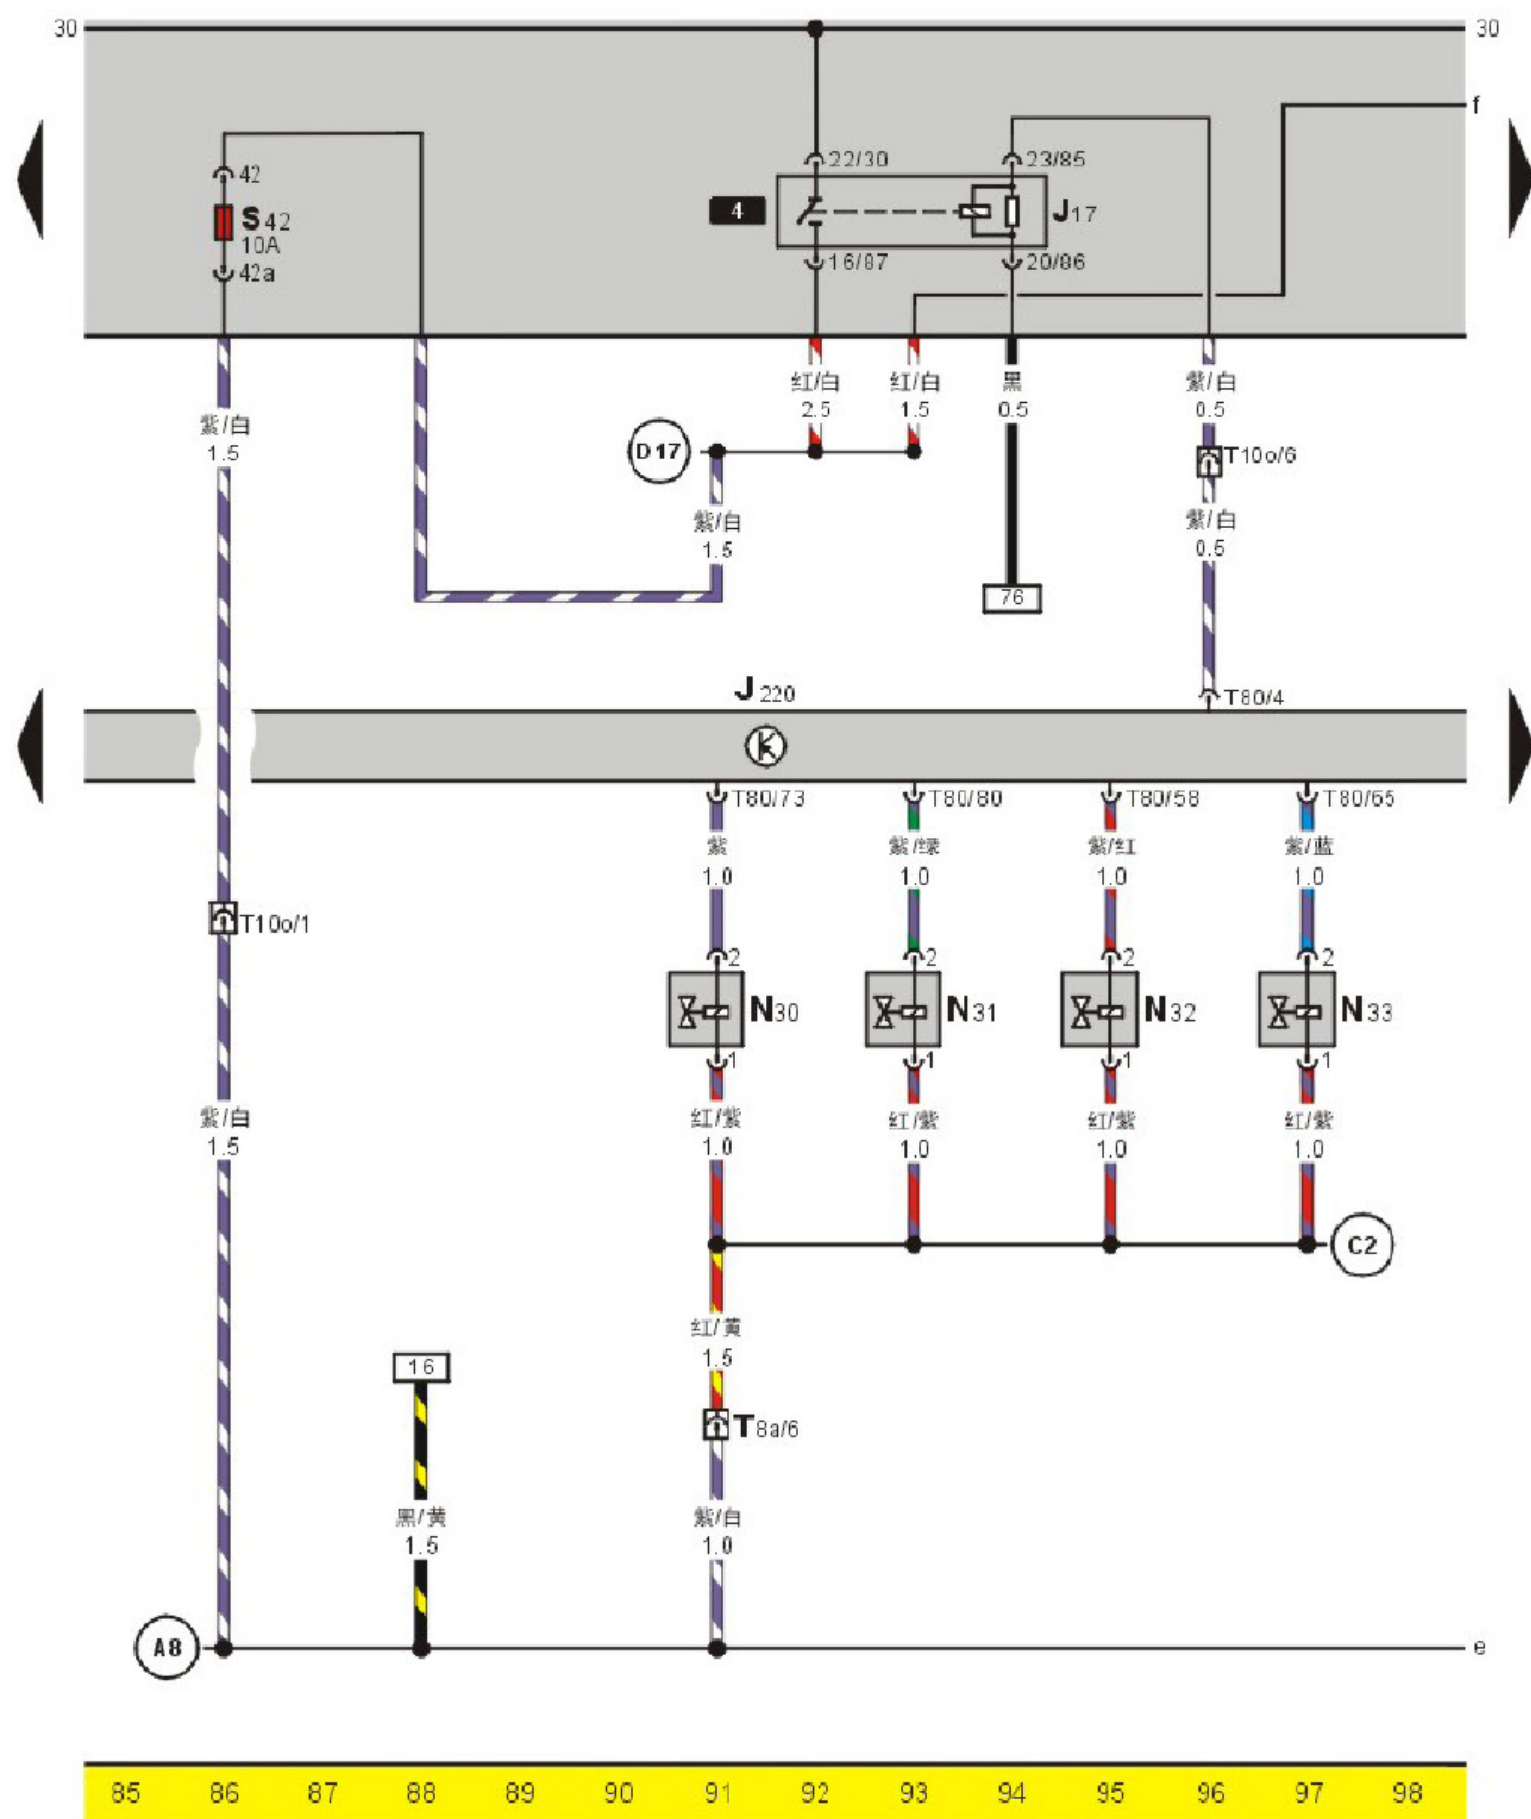 30 30
f
22/30 23/85
42
S42 4 J17
10A
42a 16/87 20/86
红/白 红/白 黑 紫/白
2.5 1.5 0.5 0.5
紫/白
1.5
D17 T10o/6
紫/白 紫/白
1.5 0.5
76
J220 T80/4
K
T80/73 T80/80 T80/58 T80/65
紫 紫/绿 紫/红 紫/蓝
1.0 1.0 1.0 1.0
T10o/1
2 2 2 2
N30 N31 N32 N33
1 1 1 1
紫/白 红/紫 红/紫 红/紫 红/紫
1.5 1.0 1.0 1.0 1.0
C2
红/黄
1.5
16
T8a/6
黑/黄 紫/白
1.5 1.0
A8 e
85 86 87 88 89 90 91 92 93 94 95 96 97 98